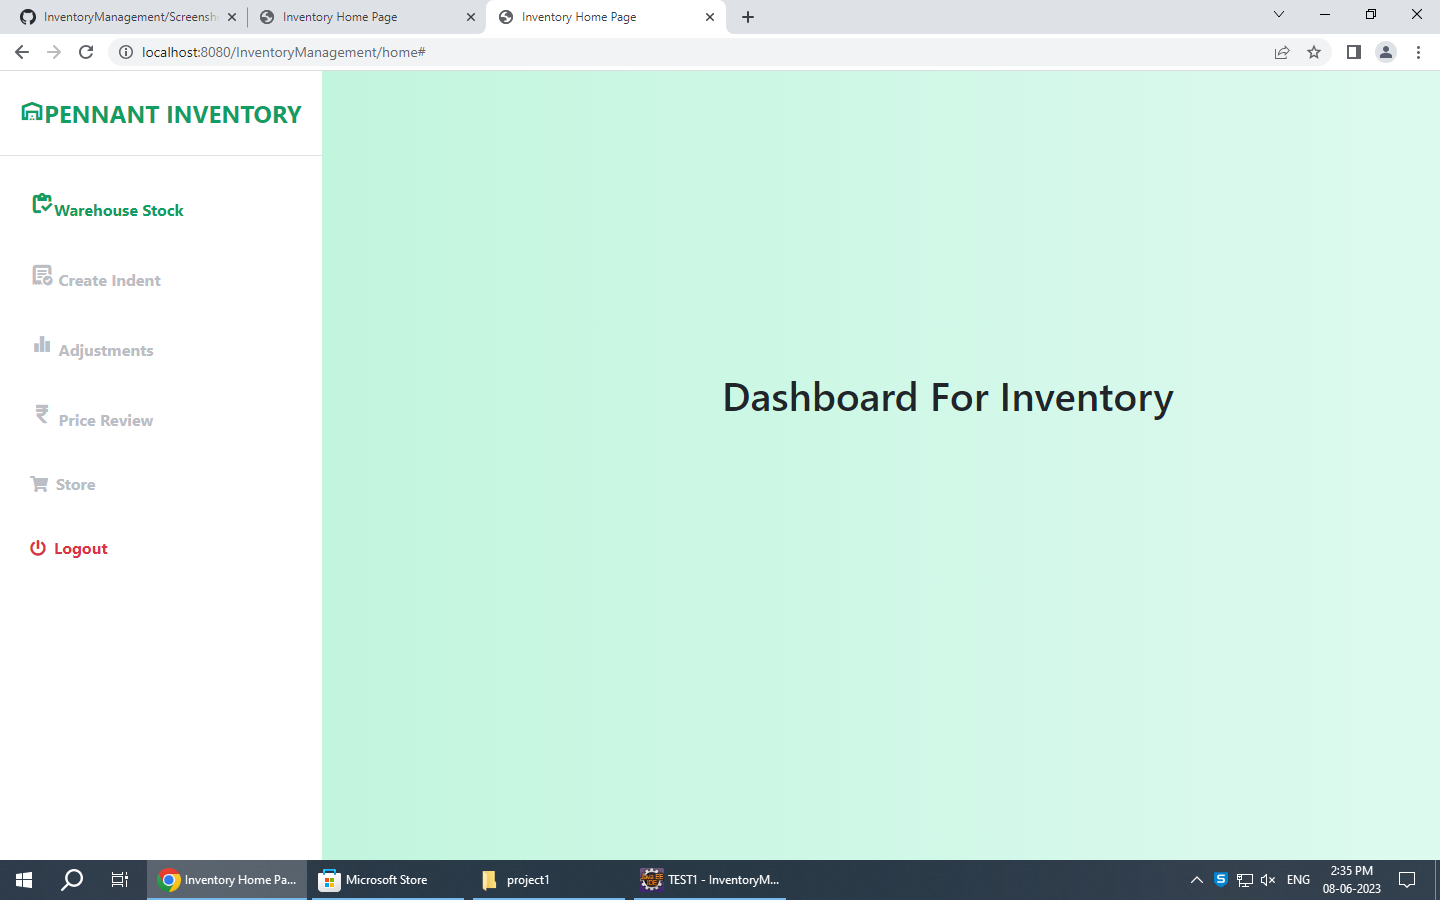 InventoryManagement/Screensh
Inventory Home Page
Inventory Home Page
localhost:8080/InventoryManagement/home#
PENNANT INVENTORY
Warehouse Stock
Create Indent
Adjustments
Price Review
Store
Logout
Dashboard For Inventory
Inventory Home Pa...
Microsoft Store
project1
TEST1 - InventoryM...
ENG
2:35 PM
08-06-2023